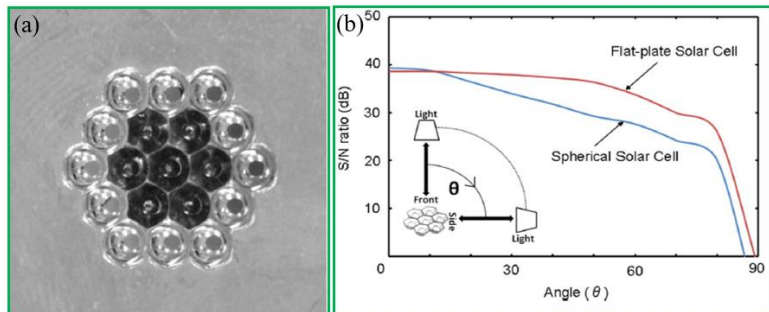 (a)
(b)
50
40
30
20
10
0
30
60
90
S/N ratio (dB)
Angle (θ)
Flat-plate Solar Cell
Spherical Solar Cell
Light
θ
Front
Side
Light